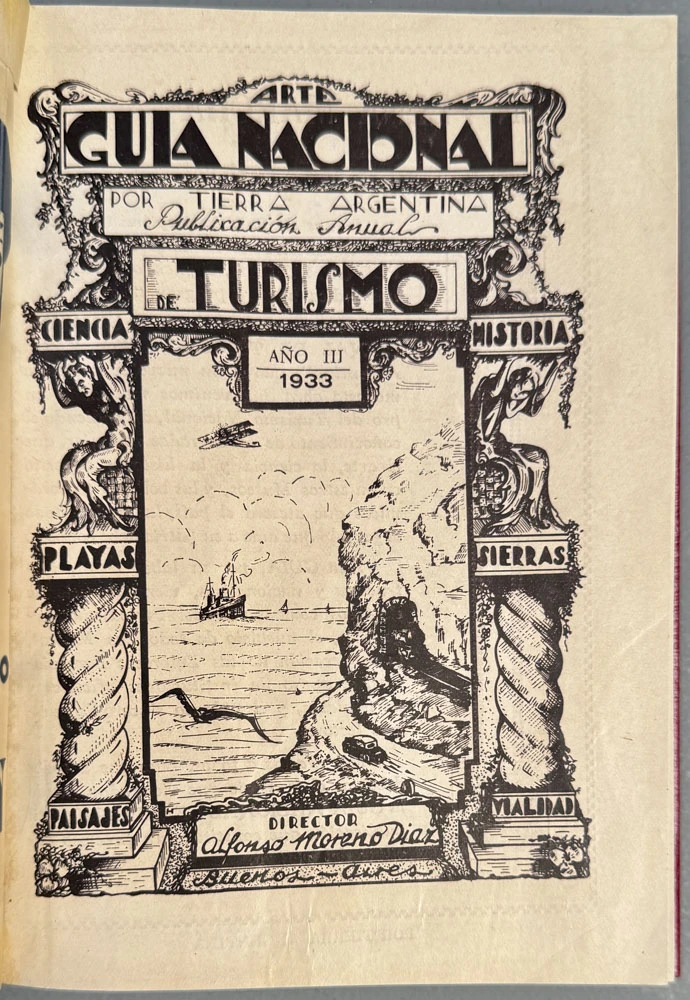 ARTE
GUIA NACIONAL
POR TIERRA ARGENTINA
Publicación Anual
DE TURISMO
CIENCIA
HISTORIA
AÑO III
1933
PLAYAS
SIERRAS
PAISAJES
VIALIDAD
DIRECTOR
Alfonso Moreno Diaz
Buenos Aires